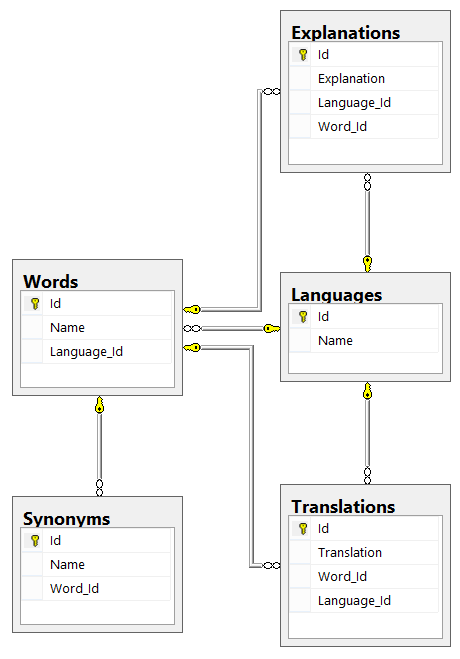 Explanations
Id
Explanation
Language_Id
Word_Id
Words
Id
Name
Language_Id
Languages
Id
Name
Synonyms
Id
Name
Word_Id
Translations
Id
Translation
Word_Id
Language_Id